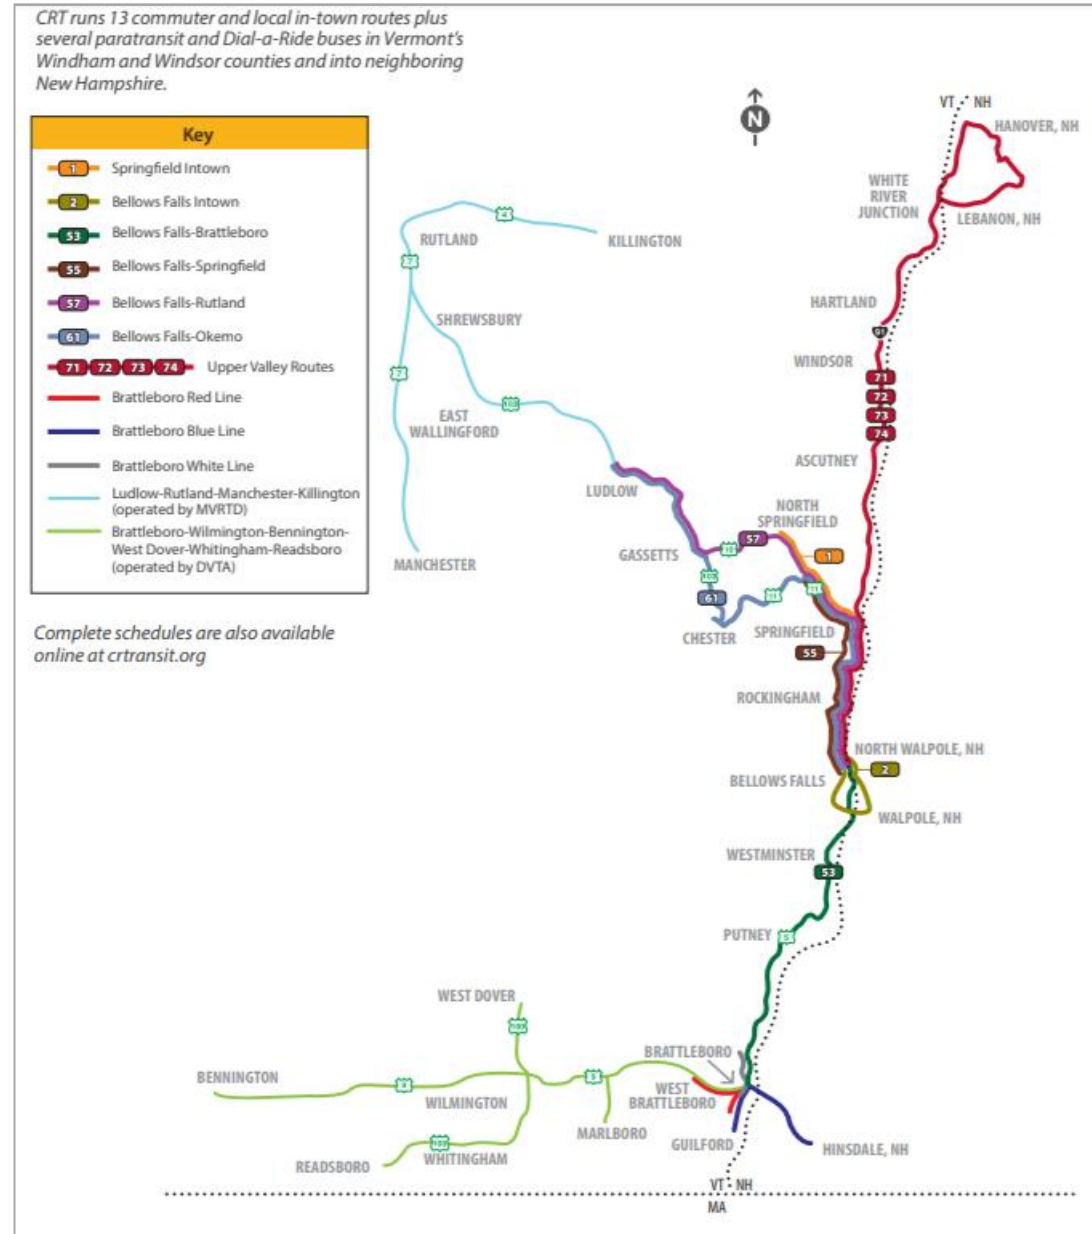 CRT runs 13 commuter and local in-town routes plus
several paratransit and Dial-a-Ride buses in Vermont's
Windham and Windsor counties and into neighboring
New Hampshire.
Key
1 Springfield Intown
2 Bellows Falls Intown
53 Bellows Falls-Brattleboro
55 Bellows Falls-Springfield
57 Bellows Falls-Rutland
61 Bellows Falls-Okemo
71 72 73 74 Upper Valley Routes
Brattleboro Red Line
Brattleboro Blue Line
Brattleboro White Line
Ludlow-Rutland-Manchester-Killington
(operated by MVRTD)
Brattleboro-Wilmington-Bennington-
West Dover-Whitingham-Readsboro
(operated by DVTA)
Complete schedules are also available
online at crtransit.org
N
VT NH
HANOVER, NH
WHITE
RIVER
JUNCTION
LEBANON, NH
4
RUTLAND
KILLINGTON
7
HARTLAND
SHREWSBURY
91
WINDSOR
7
71
72
73
74
103
EAST
WALLINGFORD
ASCUTNEY
LUDLOW
NORTH
SPRINGFIELD
GASSETTS
57
1
MANCHESTER
103
61
11
CHESTER
SPRINGFIELD
55
ROCKINGHAM
NORTH WALPOLE, NH
2
BELLOWS FALLS
WALPOLE, NH
WESTMINSTER
53
PUTNEY
5
WEST DOVER
100
BRATTLEBORO
BENNINGTON
9
5
WILMINGTON
WEST
BRATTLEBORO
MARLBORO
GUILFORD
HINSDALE, NH
READSBORO
WHITINGHAM
VT NH
MA